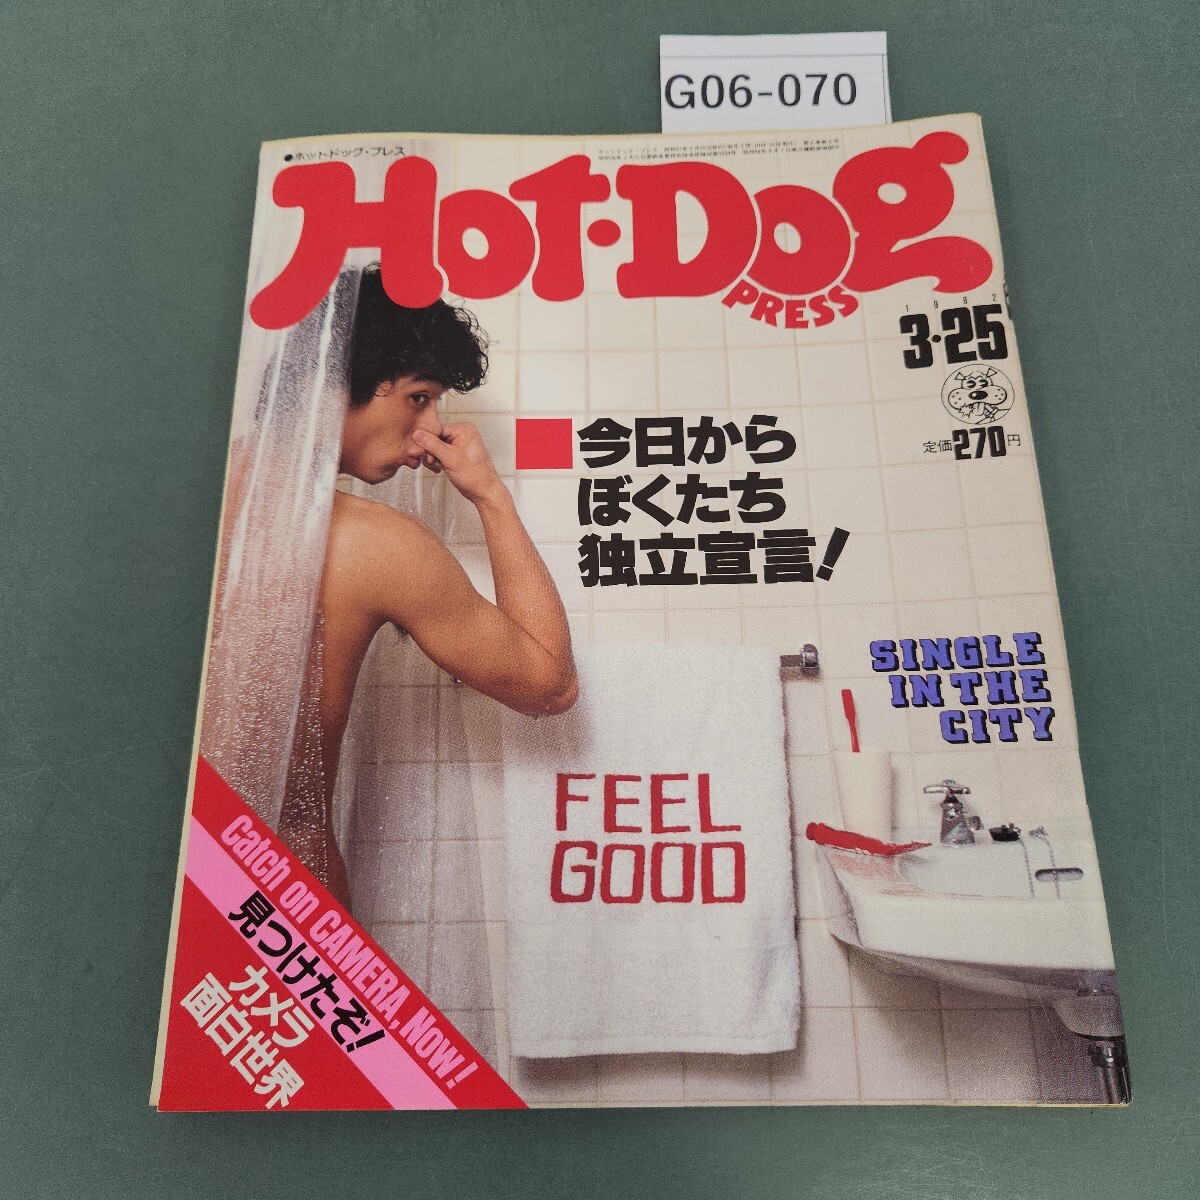 G06-070
●ホットドッグ・プレス
HOT・DOG
PRESS
1982
3・25
定価270円
■今日から
ぼくたち
独立宣言!
SINGLE
IN THE
CITY
FEEL
GOOD
Catch on CAMERA, NOW!
見つけたぞ!
カメラ
面白世界